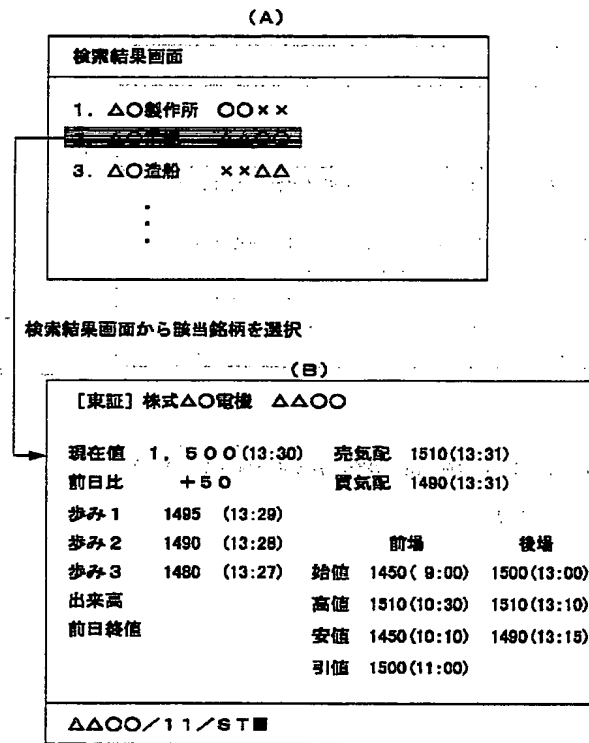 (A)
検索結果画面
1. △○製作所 ○○××
3. △○造船 ××△△
検索結果画面から該当銘柄を選択
(B)
[東証] 株式△○電機 △△○○
現在値 1,500(13:30) 売気配 1510(13:31)
前日比 +50 買気配 1490(13:31)
歩み1 1495 (13:29)
歩み2 1490 (13:28) 前場 後場
歩み3 1480 (13:27) 始値 1450( 9:00) 1500(13:00)
出来高 高値 1510(10:30) 1510(13:10)
前日終値 安値 1450(10:10) 1490(13:15)
引値 1500(11:00)
△△○○/11/ST■